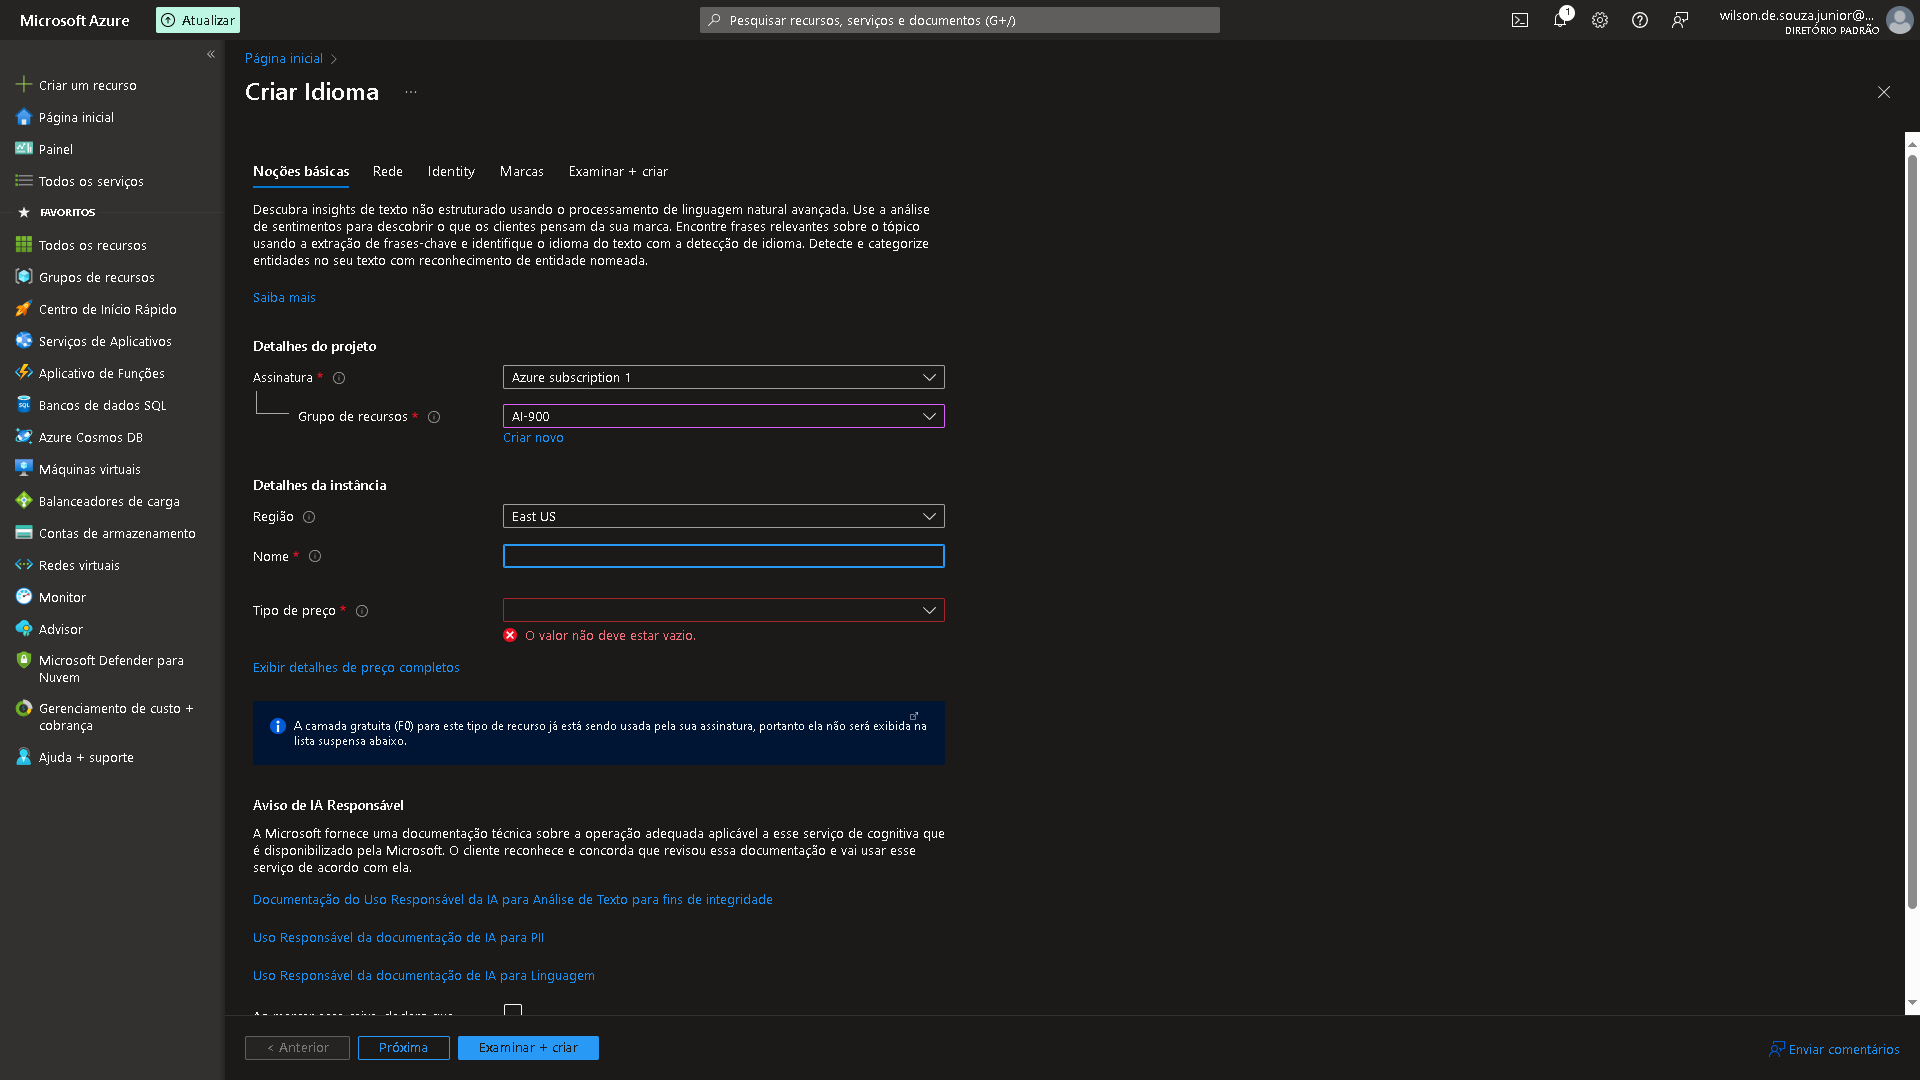 Microsoft Azure
Atualizar
Pesquisar recursos, serviços e documentos (G+/)
1
wilson.de.souza.junior@...
DIRETÓRIO PADRÃO
Criar um recurso
Página inicial
Painel
Todos os serviços
FAVORITOS
Todos os recursos
Grupos de recursos
Centro de Início Rápido
Serviços de Aplicativos
Aplicativo de Funções
Bancos de dados SQL
Azure Cosmos DB
Máquinas virtuais
Balanceadores de carga
Contas de armazenamento
Redes virtuais
Monitor
Advisor
Microsoft Defender para
Nuvem
Gerenciamento de custo +
cobrança
Ajuda + suporte
Página inicial
Criar Idioma
...
Noções básicas Rede Identity Marcas Examinar + criar
Descubra insights de texto não estruturado usando o processamento de linguagem natural avançada. Use a análise
de sentimentos para descobrir o que os clientes pensam da sua marca. Encontre frases relevantes sobre o tópico
usando a extração de frases-chave e identifique o idioma do texto com a detecção de idioma. Detecte e categorize
entidades no seu texto com reconhecimento de entidade nomeada.
Saiba mais
Detalhes do projeto
Assinatura * Azure subscription 1
Grupo de recursos * AI-900
Criar novo
Detalhes da instância
Região East US
Nome *
Tipo de preço *
O valor não deve estar vazio.
Exibir detalhes de preço completos
A camada gratuita (F0) para este tipo de recurso já está sendo usada pela sua assinatura, portanto ela não será exibida na
lista suspensa abaixo.
Aviso de IA Responsável
A Microsoft fornece uma documentação técnica sobre a operação adequada aplicável a esse serviço de cognitiva que
é disponibilizado pela Microsoft. O cliente reconhece e concorda que revisou essa documentação e vai usar esse
serviço de acordo com ela.
Documentação do Uso Responsável da IA para Análise de Texto para fins de integridade
Uso Responsável da documentação de IA para PII
Uso Responsável da documentação de IA para Linguagem
Ao marcar essa caixa, declaro que
< Anterior
Próxima
Examinar + criar
Enviar comentários